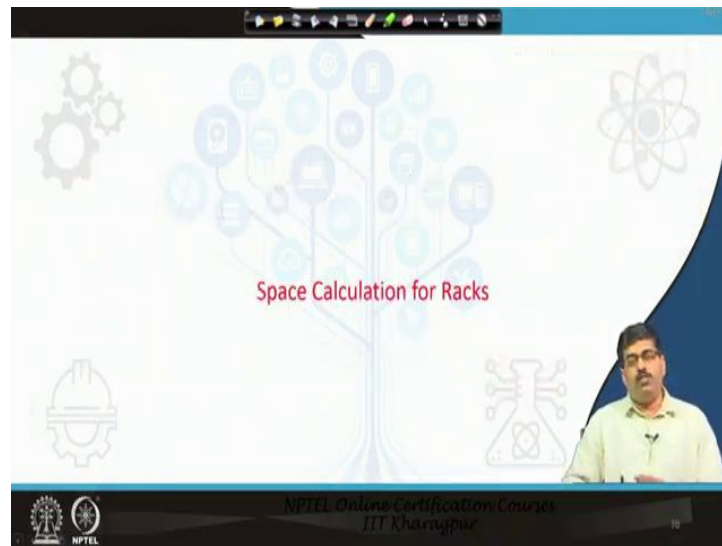 Space Calculation for Racks
NPTEL Online Certification Courses
IIT Kharagpur
NPTEL